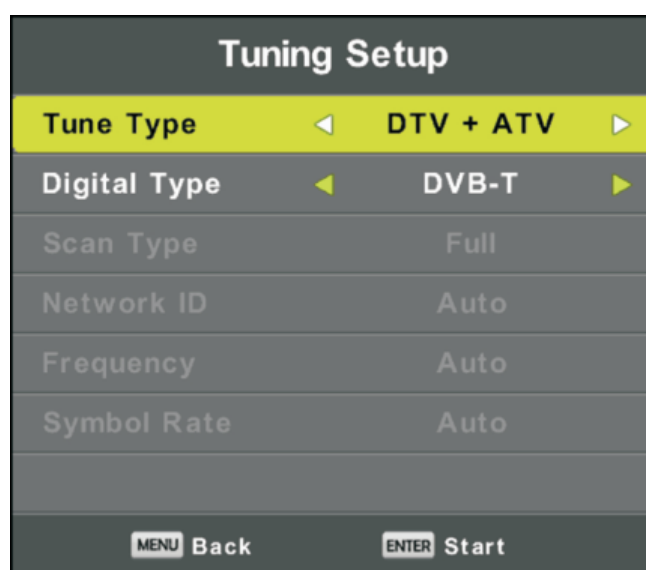 Tuning Setup
Tune Type DTV + ATV
Digital Type DVB-T
Scan Type Full
Network ID Auto
Frequency Auto
Symbol Rate Auto
MENU Back ENTER Start